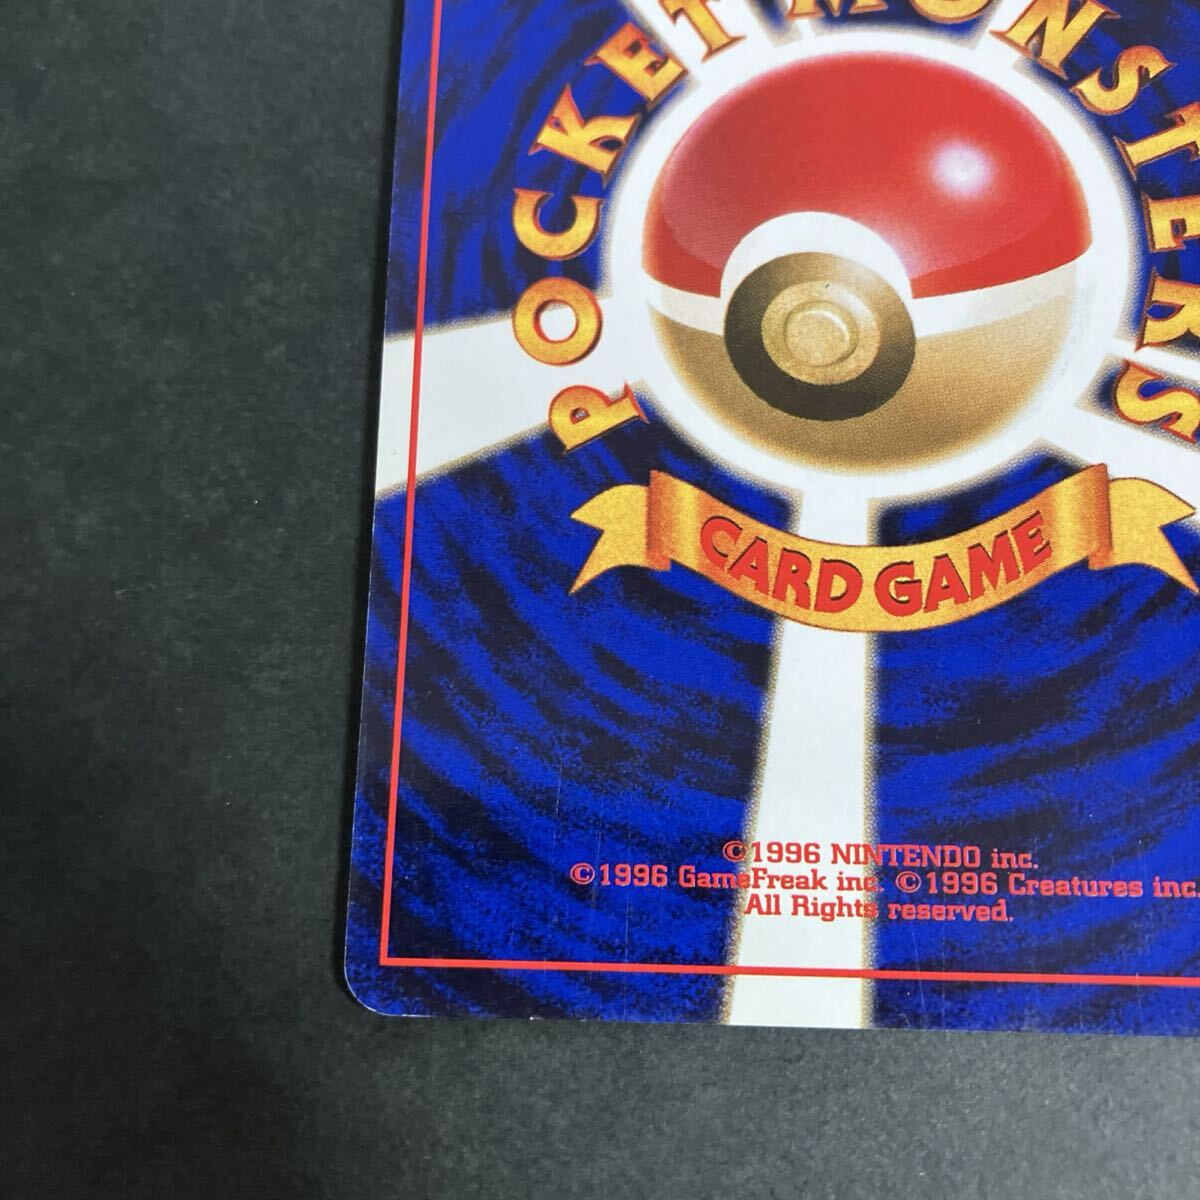 POCKET MONSTERS
CARD GAME
©1996 NINTENDO inc.
©1996 GameFreak inc. ©1996 Creatures inc.
All Rights reserved.